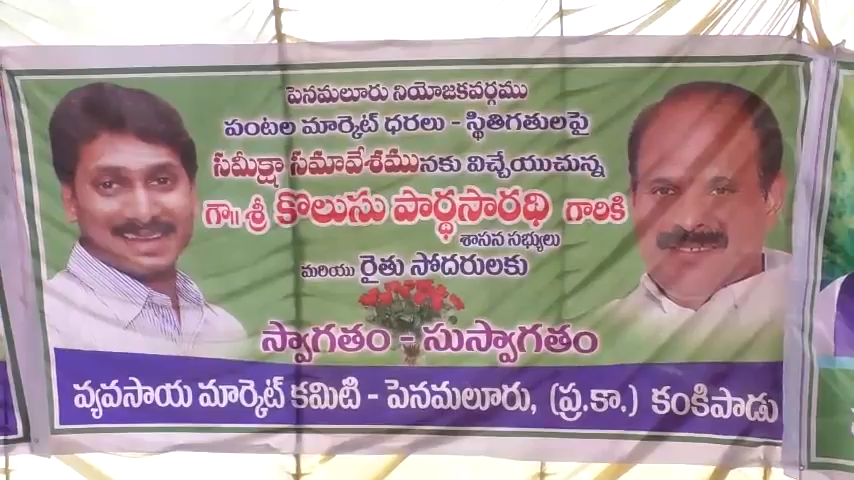 పెనమలూరు నియోజకవర్గము
పంటల మార్కెట్ ధరలు - స్థితిగతులపై
సమీక్షా సమావేశమునకు విచ్చేయుచున్న
గౌ॥ శ్రీ కొలుసు పార్థసారథి గారికి
శాసన సభ్యులు
మరియు రైతు సోదరులకు
స్వాగతం - సుస్వాగతం
వ్యవసాయ మార్కెట్ కమిటి - పెనమలూరు, (ప్ర.కా.) కంకిపాడు